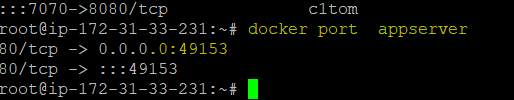 :::7070->8080/tcp c1tom
root@ip-172-31-33-231:~# docker port appserver
80/tcp -> 0.0.0.0:49153
80/tcp -> :::49153
root@ip-172-31-33-231:~#